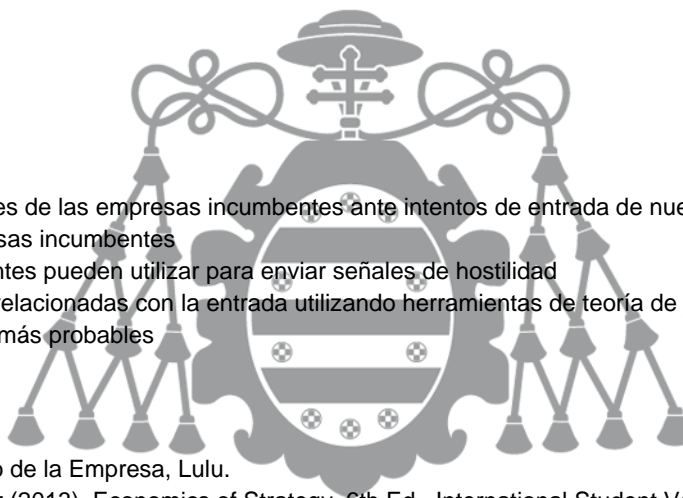 es de las empresas incumbentes ante intentos de entrada de nue
sas incumbentes
ntes pueden utilizar para enviar señales de hostilidad
relacionadas con la entrada utilizando herramientas de teoría de
más probables
o de la Empresa, Lulu.
(2013), Economics of Strategy, 6th Ed., International Student